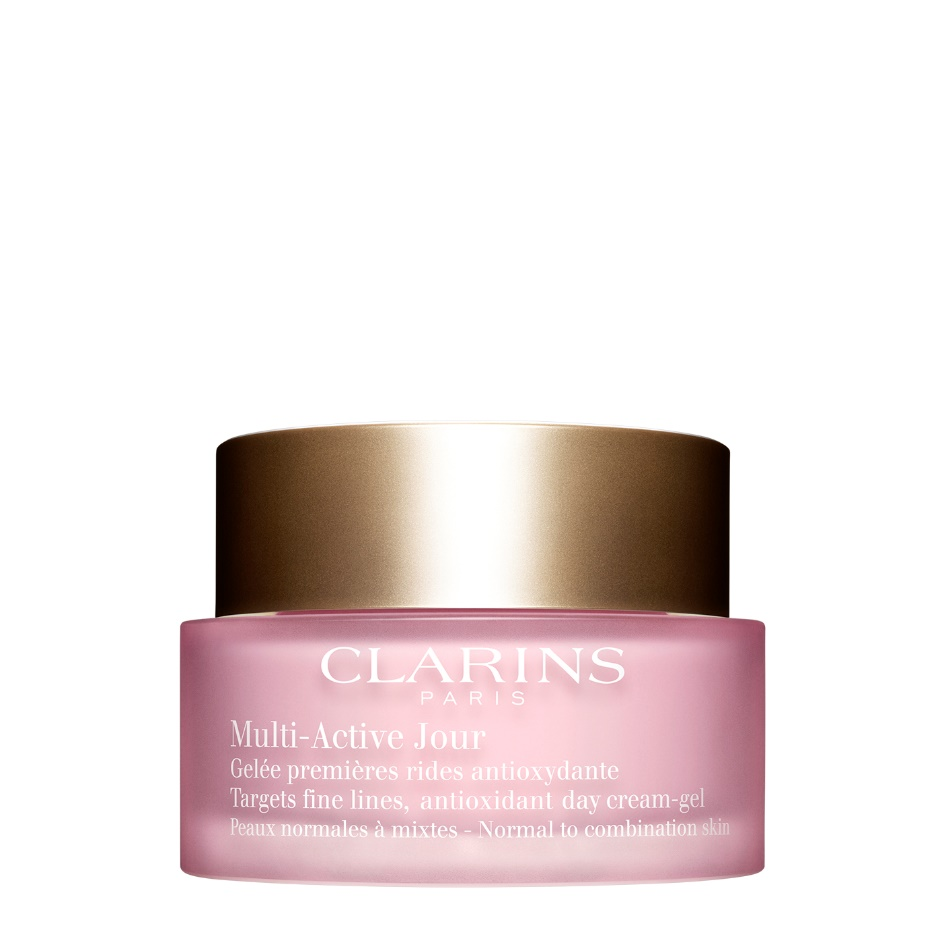 CLARINS
PARIS
Multi-Active Jour
Gelée premières rides antioxydante
Targets fine lines, antioxidant day cream-gel
Peaux normales à mixtes - Normal to combination skin